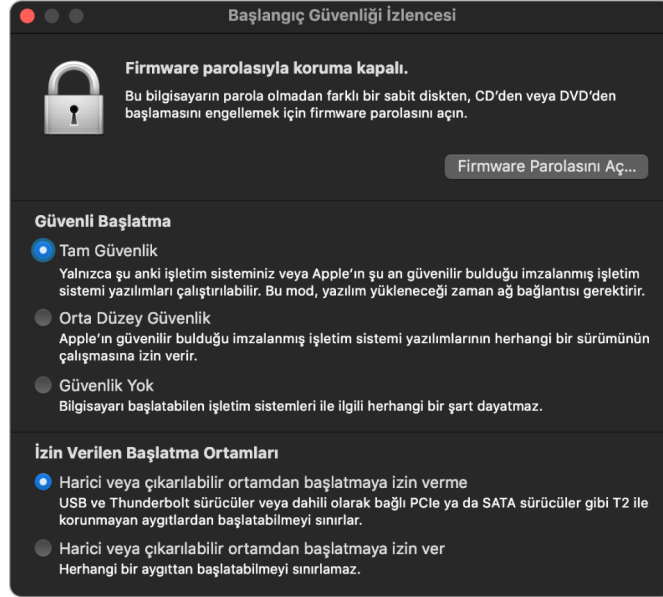 Başlangıç Güvenliği İzlencesi
Firmware parolasıyla koruma kapalı.
Bu bilgisayarın parola olmadan farklı bir sabit diskten, CD’den veya DVD’den
başlamasını engellemek için firmware parolasını açın.
Firmware Parolasını Aç...
Güvenli Başlatma
Tam Güvenlik
Yalnızca şu anki işletim sisteminiz veya Apple’ın şu an güvenilir bulduğu imzalanmış işletim
sistemi yazılımları çalıştırılabilir. Bu mod, yazılım yükleneceği zaman ağ bağlantısı gerektirir.
Orta Düzey Güvenlik
Apple’ın güvenilir bulduğu imzalanmış işletim sistemi yazılımlarının herhangi bir sürümünün
çalışmasına izin verir.
Güvenlik Yok
Bilgisayarı başlatabilen işletim sistemleri ile ilgili herhangi bir şart dayatmaz.
İzin Verilen Başlatma Ortamları
Harici veya çıkarılabilir ortamdan başlatmaya izin verme
USB ve Thunderbolt sürücüler veya dahili olarak bağlı PCIe ya da SATA sürücüler gibi T2 ile
korunmayan aygıtlardan başlatabilmeyi sınırlar.
Harici veya çıkarılabilir ortamdan başlatmaya izin ver
Herhangi bir aygıttan başlatabilmeyi sınırlamaz.